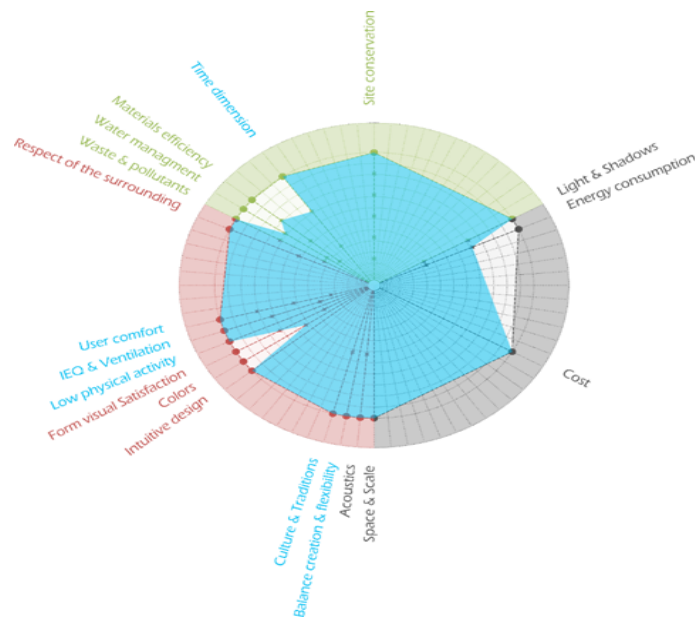 Site conservation
Light & Shadows
Energy consumption
Cost
Space & Scale
Acoustics
Balance creation & flexibility
Culture & Traditions
Intuitive design
Colors
Form visual Satisfaction
Low physical activity
IEQ & Ventilation
User comfort
Respect of the surrounding
Waste & pollutants
Water managment
Materials efficiency
Time dimension